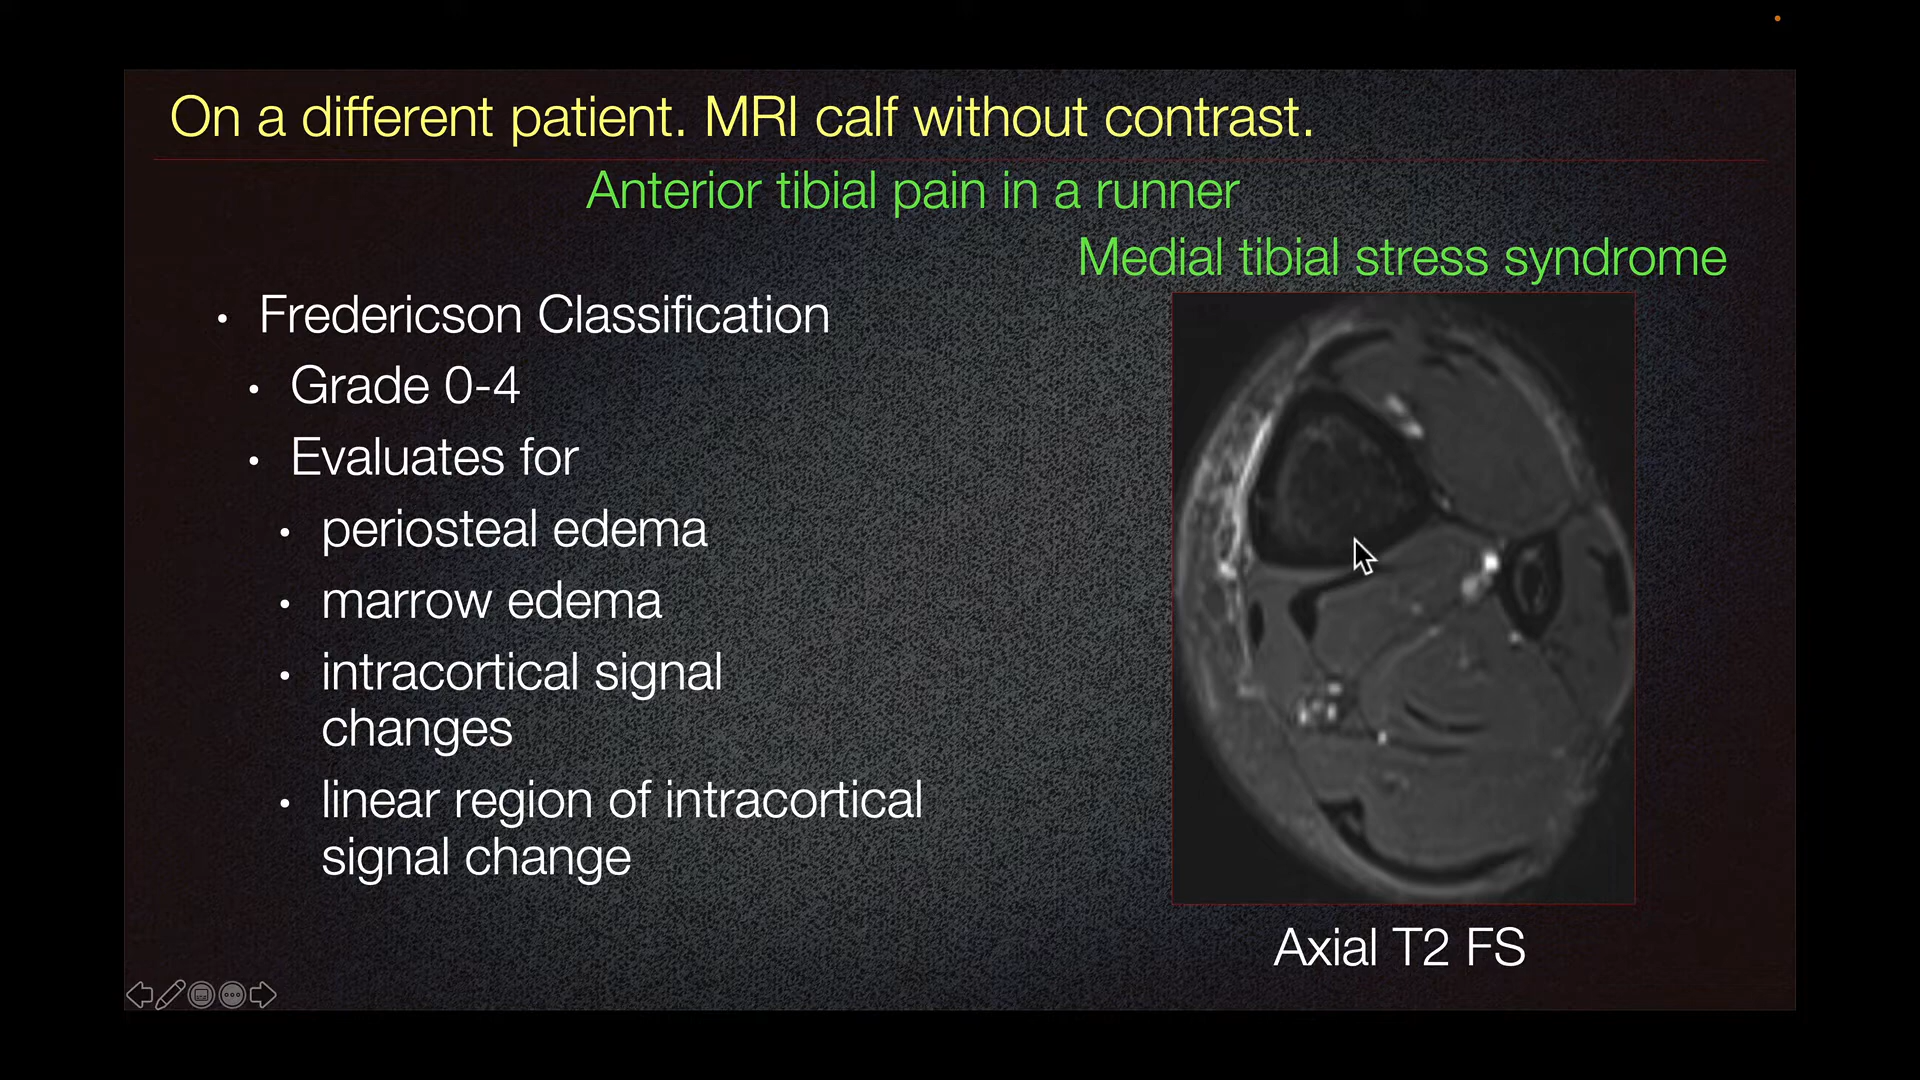 On a different patient. MRI calf without contrast.
Anterior tibial pain in a runner
Medial tibial stress syndrome
• Fredericson Classification
• Grade 0-4
• Evaluates for
• periosteal edema
• marrow edema
• intracortical signal
changes
• linear region of intracortical
signal change
Axial T2 FS